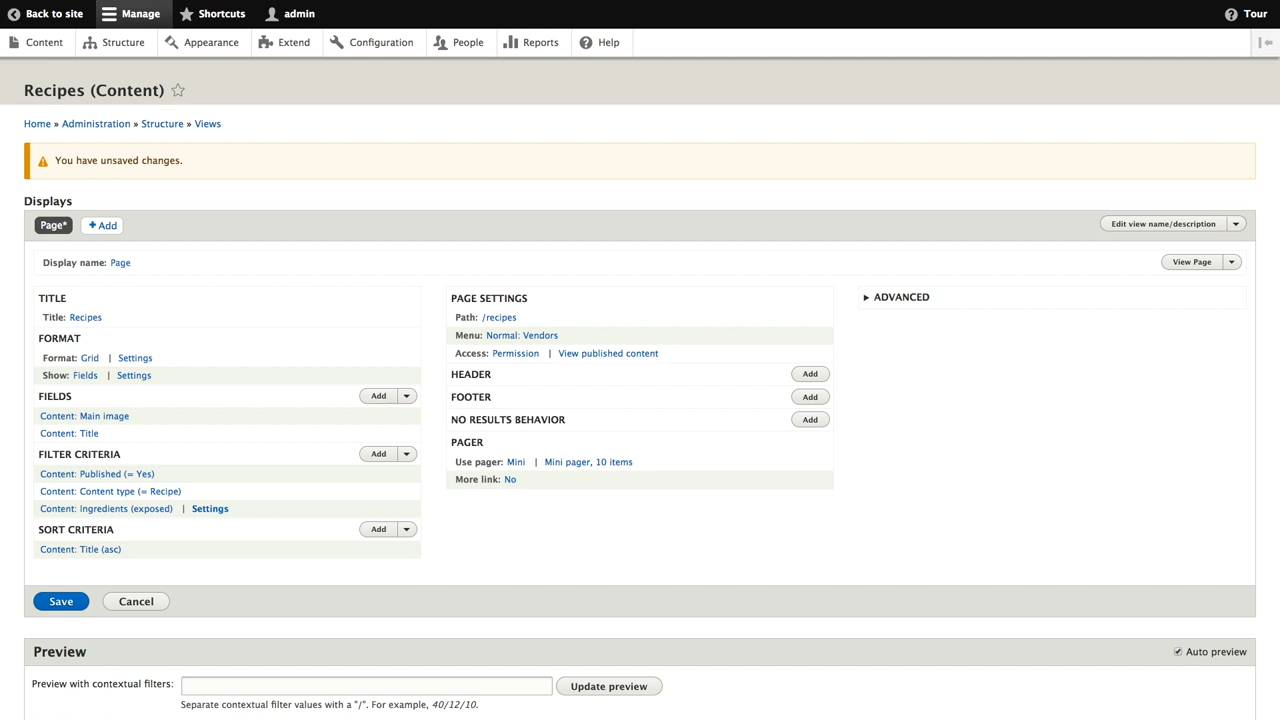 Back to site Manage Shortcuts admin Tour
Content Structure Appearance Extend Configuration People Reports Help
Recipes (Content)
Home » Administration » Structure » Views
You have unsaved changes.
Displays
Page* + Add Edit view name/description
Display name: Page View Page
TITLE
Title: Recipes
FORMAT
Format: Grid | Settings
Show: Fields | Settings
FIELDS Add
Content: Main image
Content: Title
FILTER CRITERIA Add
Content: Published (= Yes)
Content: Content type (= Recipe)
Content: Ingredients (exposed) | Settings
SORT CRITERIA Add
Content: Title (asc)
PAGE SETTINGS
Path: /recipes
Menu: Normal: Vendors
Access: Permission | View published content
HEADER Add
FOOTER Add
NO RESULTS BEHAVIOR Add
PAGER
Use pager: Mini | Mini pager, 10 items
More link: No
ADVANCED
Save Cancel
Preview Auto preview
Preview with contextual filters: Update preview
Separate contextual filter values with a "/". For example, 40/12/10.